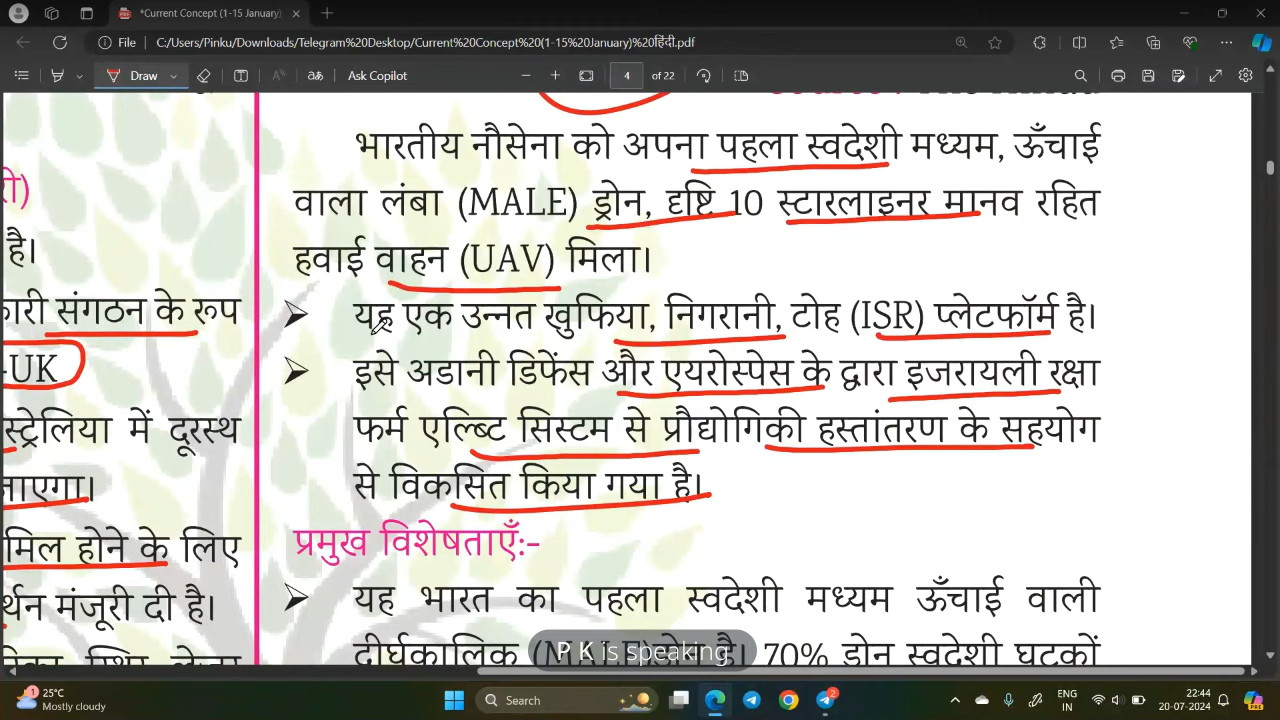 *Current Concept (1-15 January)
File C:/Users/Pinku/Downloads/Telegram%20Desktop/Current%20Concept%20(1-15%20January)%20हिंदी.pdf
Draw
Ask Copilot
4 of 22
री)
है।
कारी संगठन के रूप
-UK
स्ट्रेलिया में दूरस्थ
जाएगा।
मिल होने के लिए
र्थन मंजूरी दी है।
भारतीय नौसेना को अपना पहला स्वदेशी मध्यम, ऊँचाई
वाला लंबा (MALE) ड्रोन, दृष्टि 10 स्टारलाइनर मानव रहित
हवाई वाहन (UAV) मिला।
➢ यह एक उन्नत खुफिया, निगरानी, टोह (ISR) प्लेटफॉर्म है।
➢ इसे अडानी डिफेंस और एयरोस्पेस के द्वारा इजरायली रक्षा
फर्म एल्ब्टि सिस्टम से प्रौद्योगिकी हस्तांतरण के सहयोग
से विकसित किया गया है।
प्रमुख विशेषताएँ:-
➢ यह भारत का पहला स्वदेशी मध्यम ऊँचाई वाली
दीर्घकालिक (MALE) ड्रोन है। 70% ड्रोन स्वदेशी घटकों
P K is speaking
25°C
Mostly cloudy
Search
2
ENG
IN
22:44
20-07-2024